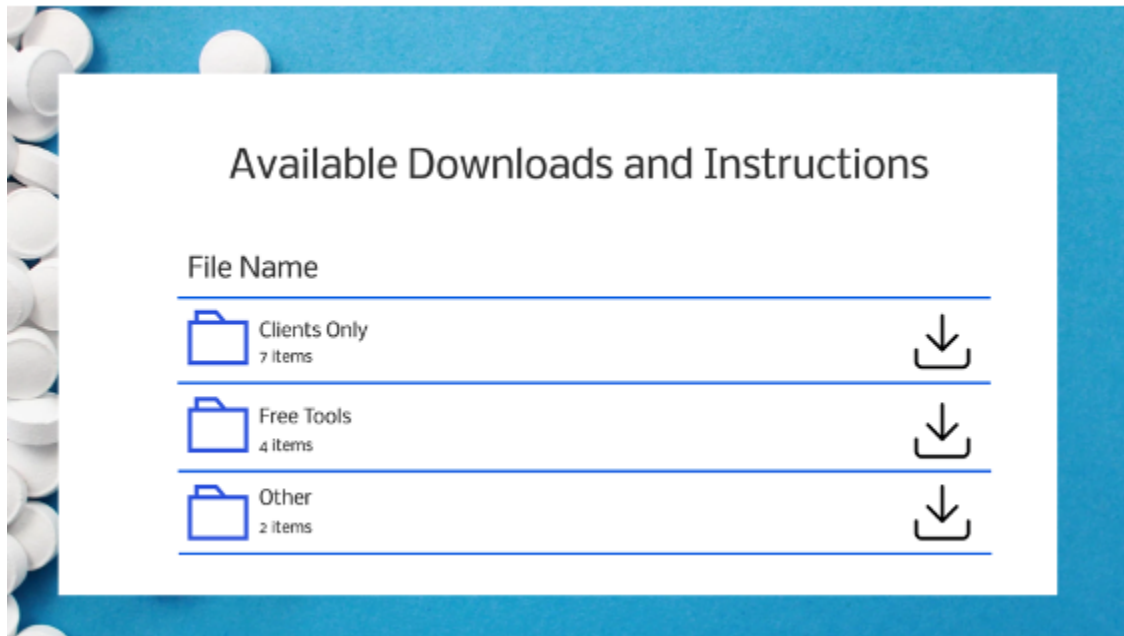 Available Downloads and Instructions
File Name
Clients Only
7 items
Free Tools
4 items
Other
2 items